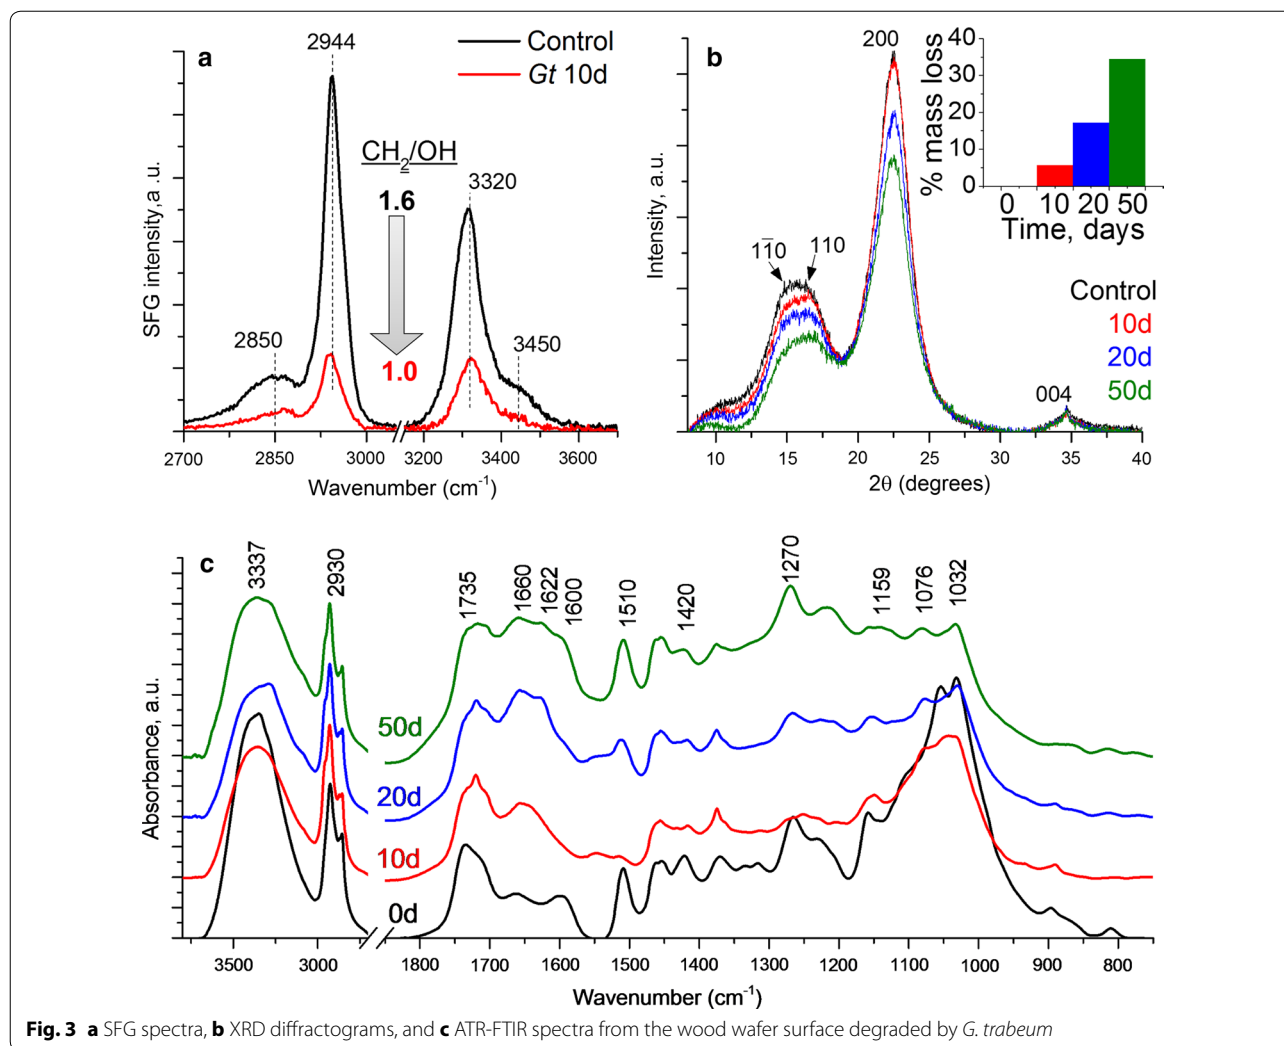 a
2944
Control
Gt 10d
CH2/OH
1.6
3320
2850
1.0
3450
SFG intensity,a .u.
2700 2850 3000 3200 3400 3600
Wavenumber (cm-1)
b
200
40
30
20
10
0
% mass loss
0 10 20 50
Time, days
11̅0
110
Control
10d
20d
50d
004
Intensity, a.u.
10 15 20 25 30 35 40
2θ (degrees)
c
3337
2930
1735
1660
1622
1600
1510
1420
1270
1159
1076
1032
50d
20d
10d
0d
Absorbance, a.u.
3500 3000 1800 1700 1600 1500 1400 1300 1200 1100 1000 900 800
Wavenumber (cm-1)
Fig. 3 a SFG spectra, b XRD diffractograms, and c ATR-FTIR spectra from the wood wafer surface degraded by G. trabeum